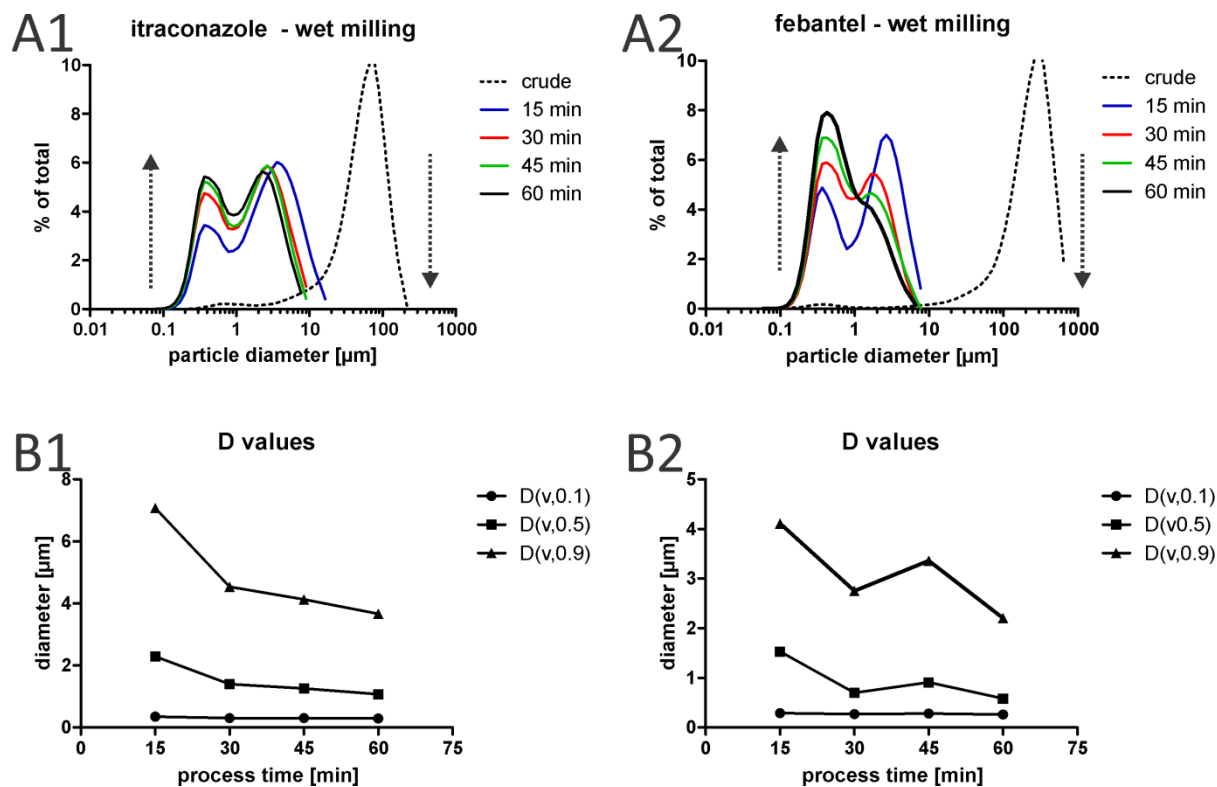 A1
itraconazole - wet milling
10
8
6
4
2
0
% of total
0.01
0.1
1
10
100
1000
particle diameter [µm]
crude
15 min
30 min
45 min
60 min
A2
febantel - wet milling
10
8
6
4
2
0
% of total
0.01
0.1
1
10
100
1000
particle diameter [µm]
crude
15 min
30 min
45 min
60 min
B1
D values
8
6
4
2
0
diameter [µm]
0
15
30
45
60
75
process time [min]
D(v,0.1)
D(v,0.5)
D(v,0.9)
B2
D values
5
4
3
2
1
0
diameter [µm]
0
15
30
45
60
75
process time [min]
D(v,0.1)
D(v0.5)
D(v,0.9)